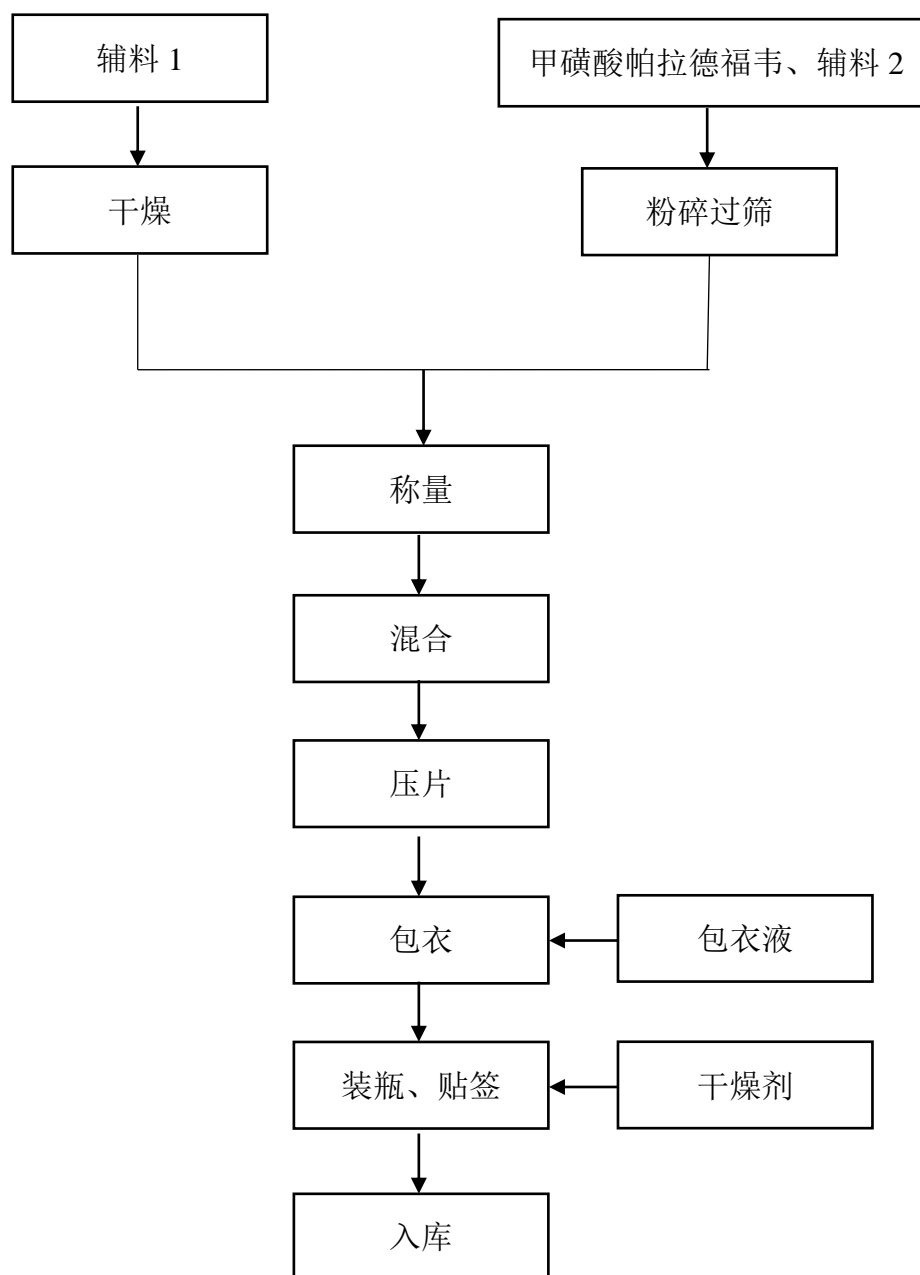 辅料 1
甲磺酸帕拉德福韦、辅料 2
干燥
粉碎过筛
称量
混合
压片
包衣
包衣液
装瓶、贴签
干燥剂
入库